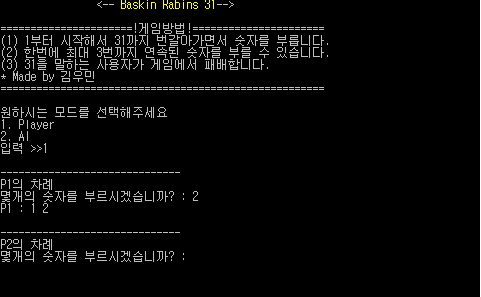 <-- Baskin Rabins 31-->
=====================!게임방법!=====================
(1) 1부터 시작해서 31까지 번갈아가면서 숫자를 부릅니다.
(2) 한번에 최대 3번까지 연속된 숫자를 부를 수 있습니다.
(3) 31을 말하는 사용자가 게임에서 패배합니다.
* Made by 김우민
====================================================
원하시는 모드를 선택해주세요
1. Player
2. AI
입력 >>1
-----------------------------
P1의 차례
몇개의 숫자를 부르시겠습니까? : 2
P1 : 1 2
-----------------------------
P2의 차례
몇개의 숫자를 부르시겠습니까? :